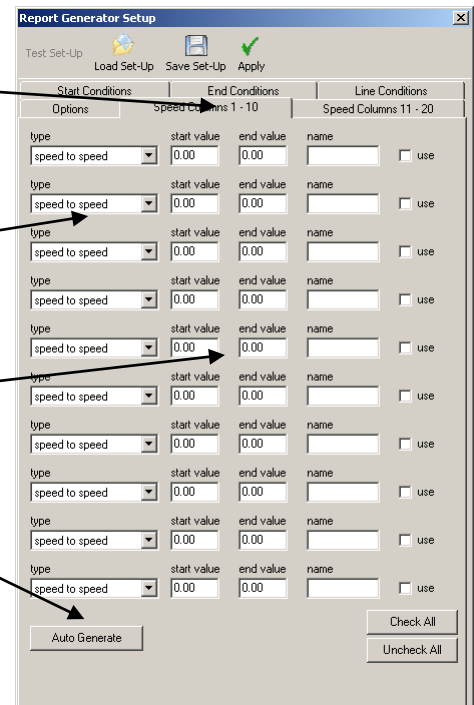 Report Generator Setup
Test Set-Up Load Set-Up Save Set-Up Apply
Start Conditions End Conditions Line Conditions
Options Speed Columns 1 - 10 Speed Columns 11 - 20
type start value end value name
speed to speed 0.00 0.00 use
type start value end value name
speed to speed 0.00 0.00 use
type start value end value name
speed to speed 0.00 0.00 use
type start value end value name
speed to speed 0.00 0.00 use
type start value end value name
speed to speed 0.00 0.00 use
type start value end value name
speed to speed 0.00 0.00 use
type start value end value name
speed to speed 0.00 0.00 use
type start value end value name
speed to speed 0.00 0.00 use
type start value end value name
speed to speed 0.00 0.00 use
type start value end value name
speed to speed 0.00 0.00 use
Check All
Auto Generate
Uncheck All